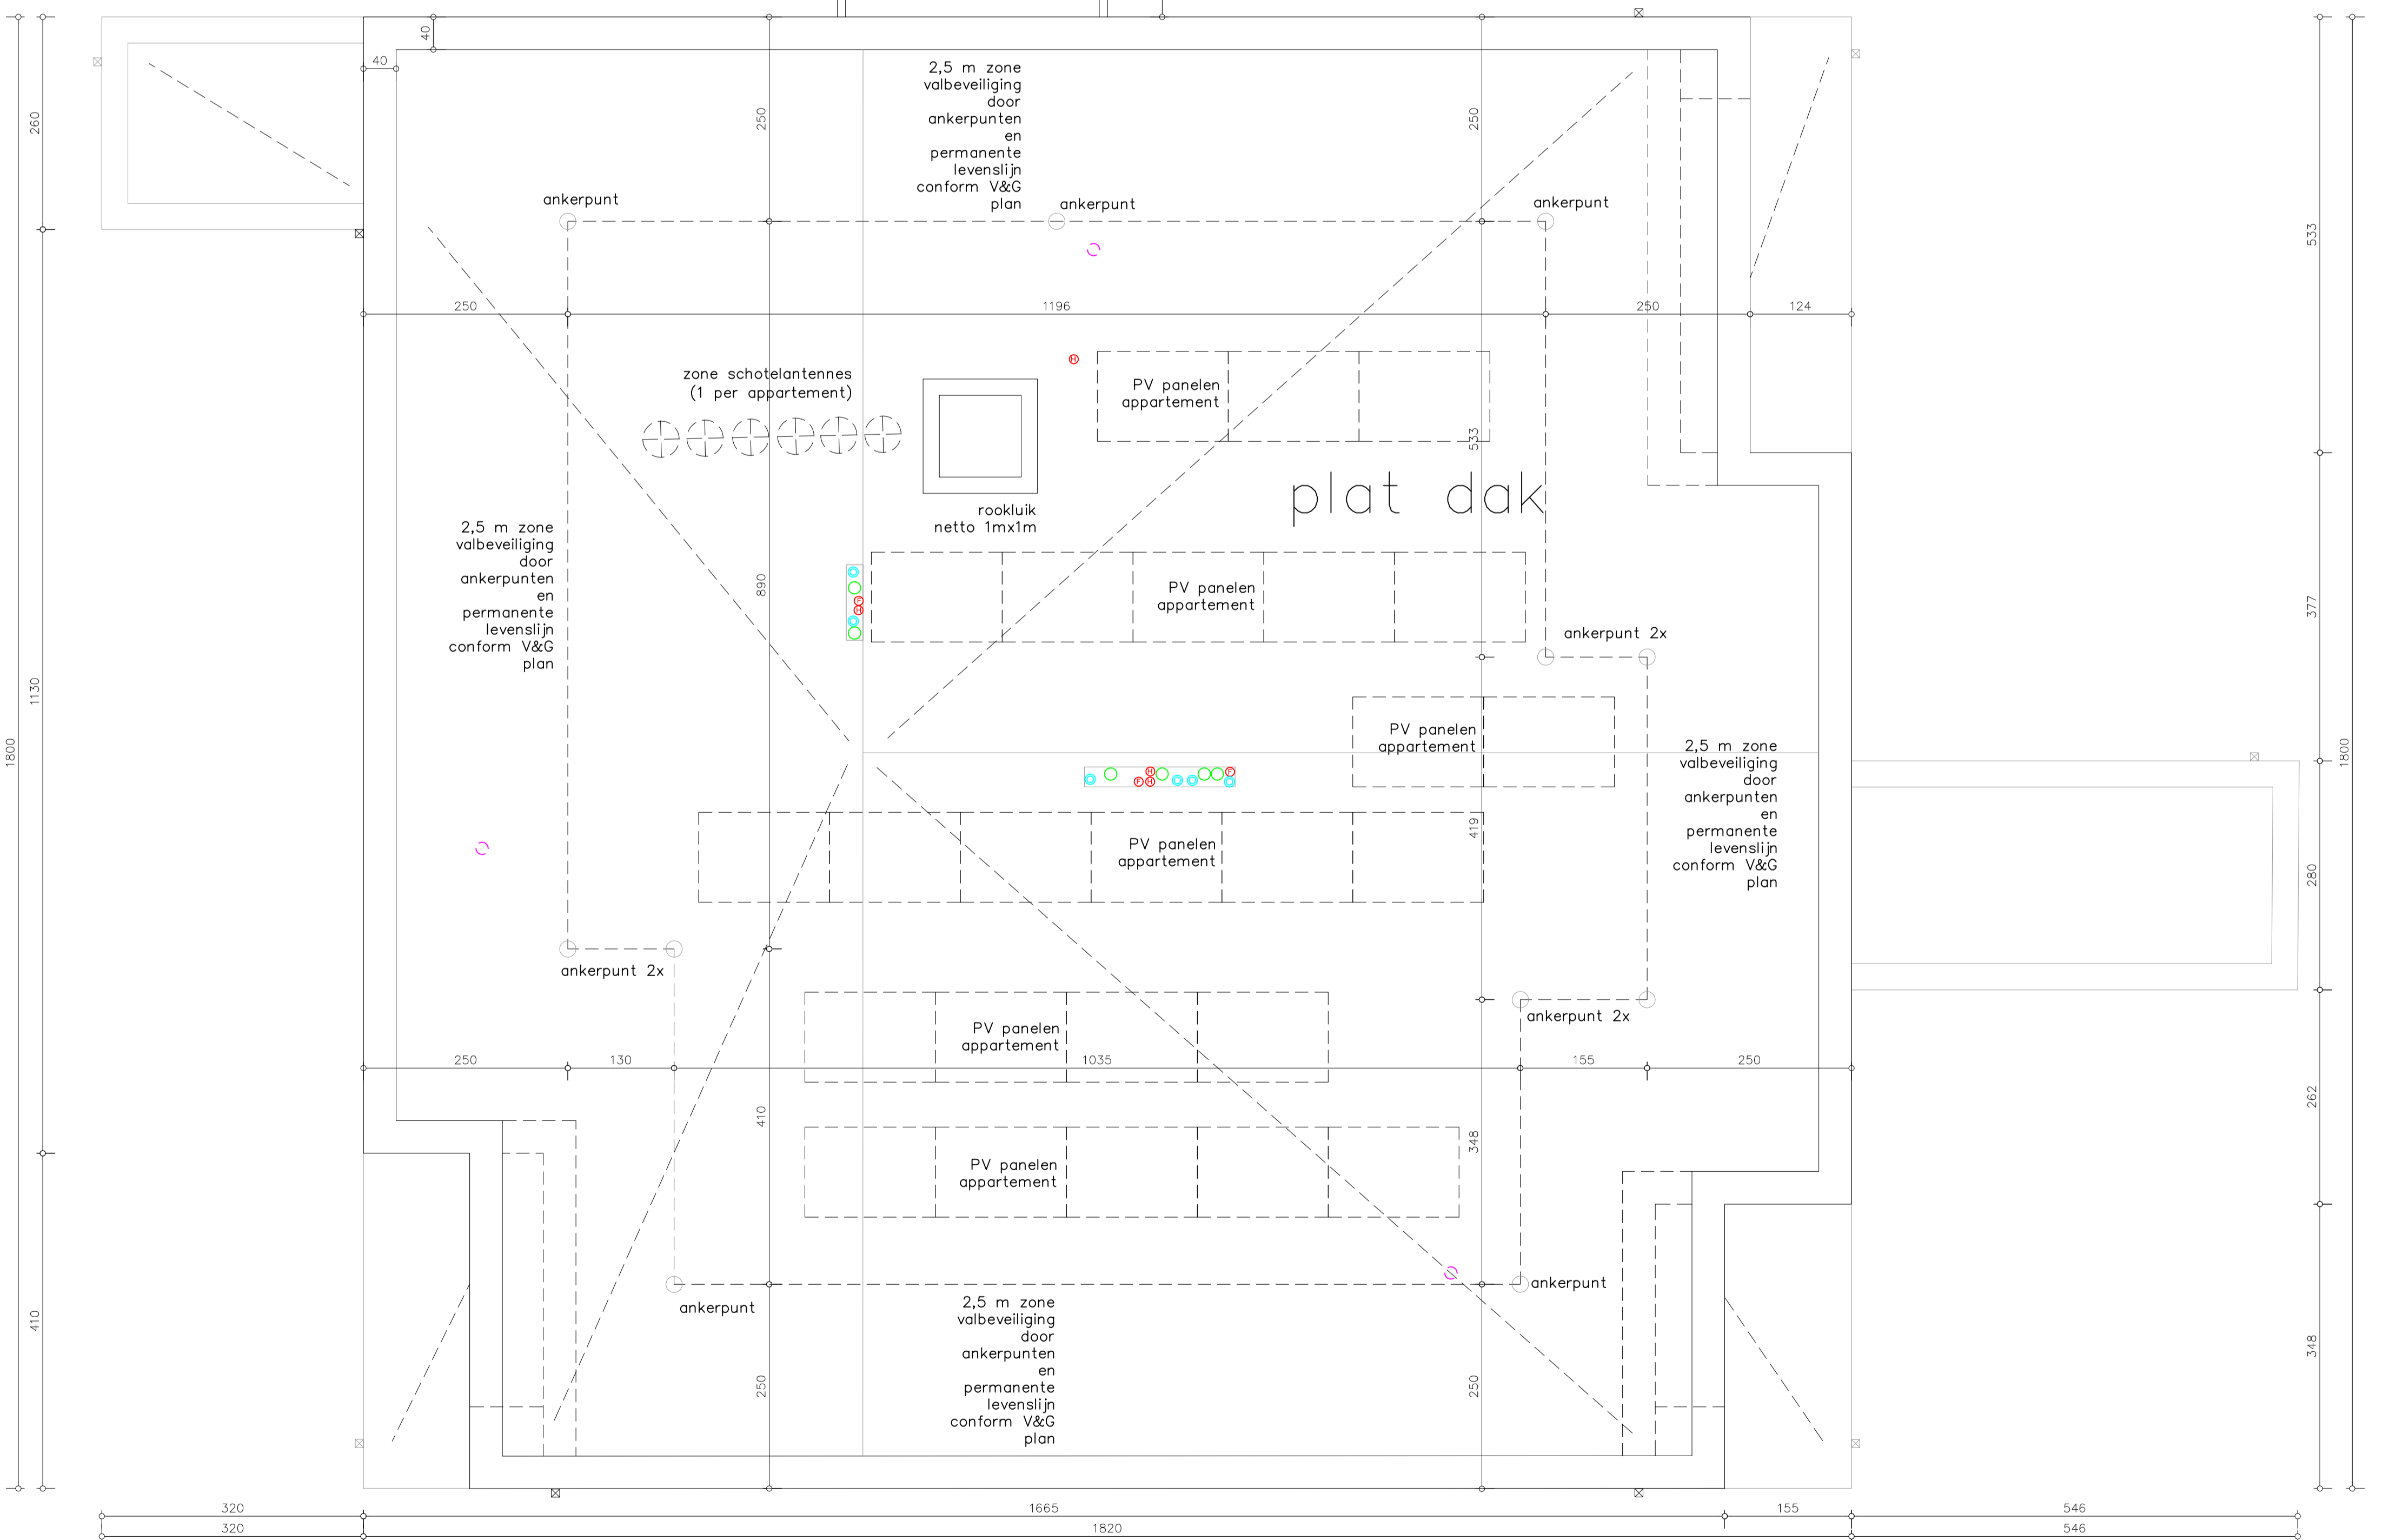 40
40
2,5 m zone
valbeveiliging
door
ankerpunten
en
permanente
levenslijn
conform V&G
plan
260
250
250
ankerpunt
ankerpunt
ankerpunt
533
250
1196
250
124
zone schotelantennes
(1 per appartement)
H
PV panelen
appartement
533
plat dak
rookluik
netto 1mx1m
2,5 m zone
valbeveiliging
door
ankerpunten
en
permanente
levenslijn
conform V&G
plan
890
F
H
PV panelen
appartement
377
ankerpunt 2x
1130
1800
PV panelen
appartement
1800
2,5 m zone
valbeveiliging
door
ankerpunten
en
permanente
levenslijn
conform V&G
plan
H
F
F
H
419
PV panelen
appartement
280
ankerpunt 2x
ankerpunt 2x
PV panelen
appartement
250
130
1035
155
250
262
410
348
PV panelen
appartement
ankerpunt
ankerpunt
2,5 m zone
valbeveiliging
door
ankerpunten
en
permanente
levenslijn
conform V&G
plan
410
348
250
250
320
1665
155
546
320
1820
546